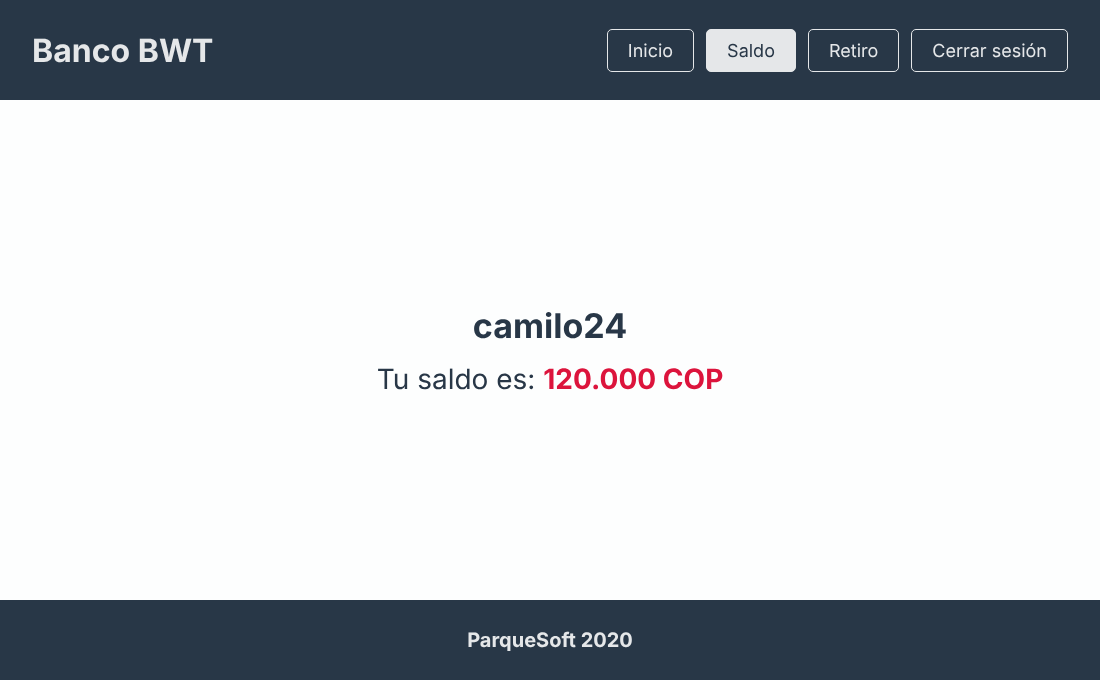 Banco BWT
Inicio
Saldo
Retiro
Cerrar sesión
camilo24
Tu saldo es: 120.000 COP
ParqueSoft 2020